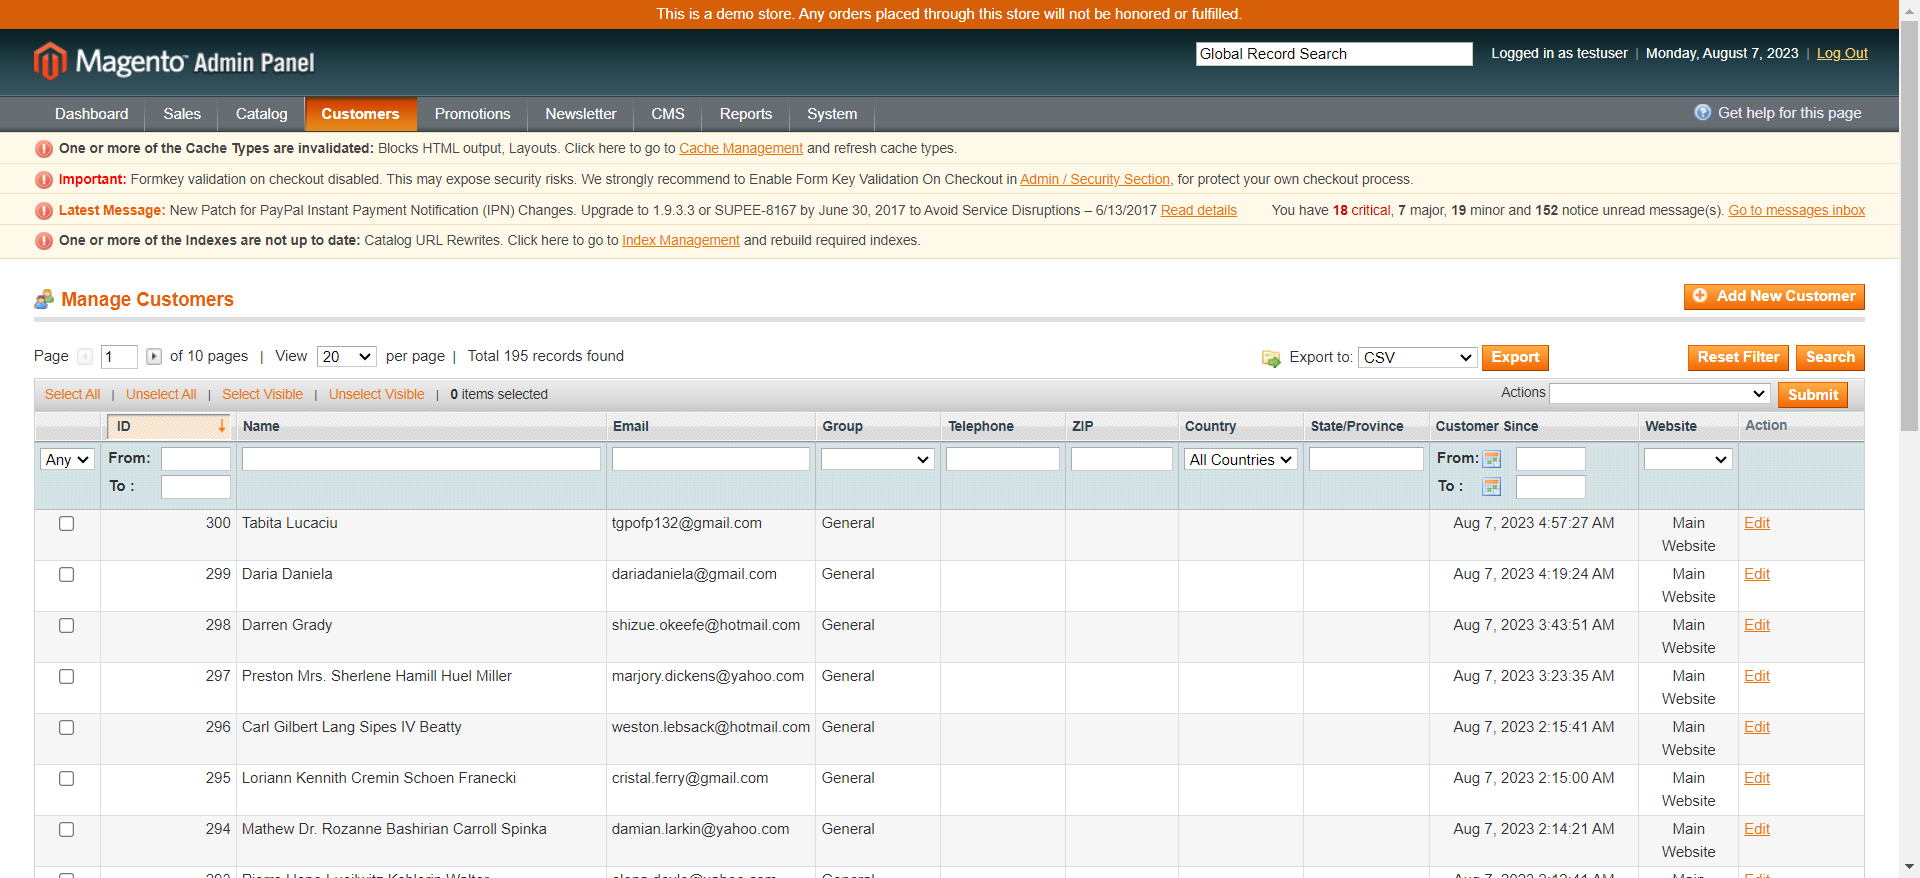 This is a demo store. Any orders placed through this store will not be honored or fulfilled.
Magento Admin Panel
Global Record Search
Logged in as testuser | Monday, August 7, 2023 | Log Out
Dashboard Sales Catalog Customers Promotions Newsletter CMS Reports System
Get help for this page
One or more of the Cache Types are invalidated: Blocks HTML output, Layouts. Click here to go to Cache Management and refresh cache types.
Important: Formkey validation on checkout disabled. This may expose security risks. We strongly recommend to Enable Form Key Validation On Checkout in Admin / Security Section, for protect your own checkout process.
Latest Message: New Patch for PayPal Instant Payment Notification (IPN) Changes. Upgrade to 1.9.3.3 or SUPEE-8167 by June 30, 2017 to Avoid Service Disruptions – 6/13/2017 Read details You have 18 critical, 7 major, 19 minor and 152 notice unread message(s). Go to messages inbox
One or more of the Indexes are not up to date: Catalog URL Rewrites. Click here to go to Index Management and rebuild required indexes.
Manage Customers
Add New Customer
Page 1 of 10 pages | View 20 per page | Total 195 records found
Export to: CSV Export Reset Filter Search
Select All | Unselect All | Select Visible | Unselect Visible | 0 items selected
Actions Submit
ID Name Email Group Telephone ZIP Country State/Province Customer Since Website Action
Any From: All Countries From:
To : To :
300 Tabita Lucaciu tgpofp132@gmail.com General Aug 7, 2023 4:57:27 AM Main Website Edit
299 Daria Daniela dariadaniela@gmail.com General Aug 7, 2023 4:19:24 AM Main Website Edit
298 Darren Grady shizue.okeefe@hotmail.com General Aug 7, 2023 3:43:51 AM Main Website Edit
297 Preston Mrs. Sherlene Hamill Huel Miller marjory.dickens@yahoo.com General Aug 7, 2023 3:23:35 AM Main Website Edit
296 Carl Gilbert Lang Sipes IV Beatty weston.lebsack@hotmail.com General Aug 7, 2023 2:15:41 AM Main Website Edit
295 Loriann Kennith Cremin Schoen Franecki cristal.ferry@gmail.com General Aug 7, 2023 2:15:00 AM Main Website Edit
294 Mathew Dr. Rozanne Bashirian Carroll Spinka damian.larkin@yahoo.com General Aug 7, 2023 2:14:21 AM Main Website Edit